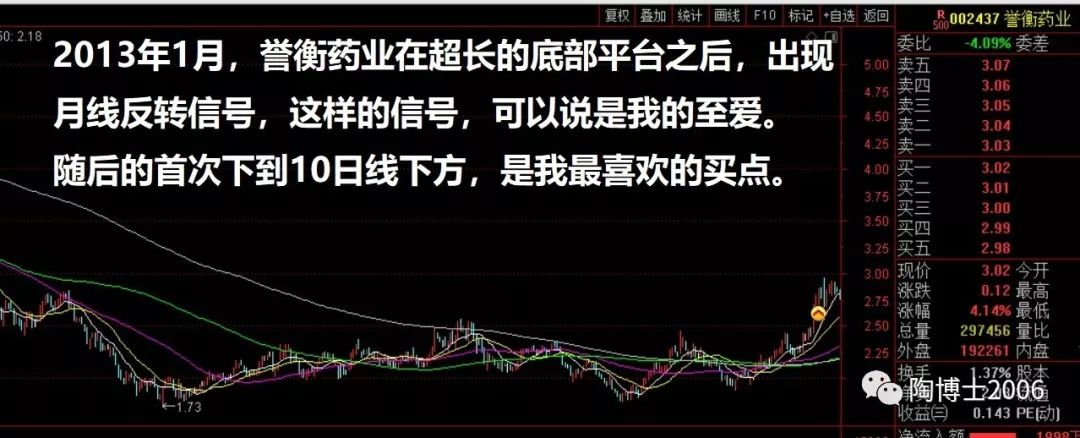 复权 叠加 统计 画线 F10 标记 +自选 返回
R 500 002437 誉衡药业
50: 2.18
委比 -4.09% 委差
2013年1月，誉衡药业在超长的底部平台之后，出现
月线反转信号，这样的信号，可以说是我的至爱。
随后的首次下到10日线下方，是我最喜欢的买点。
5.00
4.75
4.50
4.25
4.00
3.75
3.50
3.25
3.00
2.75
2.50
2.25
←1.73
卖五 3.07
卖四 3.06
卖三 3.05
卖二 3.04
卖一 3.03
买一 3.02
买二 3.01
买三 3.00
买四 2.99
买五 2.98
现价 3.02 今开
涨跌 0.12 最高
涨幅 4.14% 最低
总量 297456 量比
外盘 192261 内盘
换手 1.37% 股本
陶博士2006
收益(三) 0.143 PE(动)
净流入额